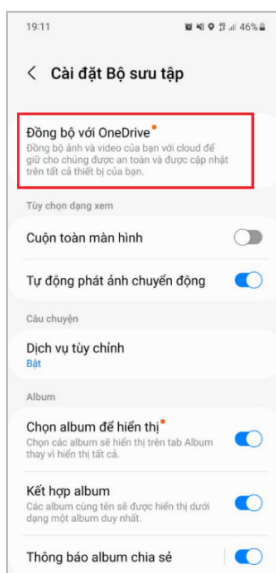 19:11 46%
< Cài đặt Bộ sưu tập
Đồng bộ với OneDrive
Đồng bộ ảnh và video của bạn với cloud để
giữ cho chúng được an toàn và được cập nhật
trên tất cả thiết bị của bạn.
Tùy chọn dạng xem
Cuộn toàn màn hình
Tự động phát ảnh chuyển động
Câu chuyện
Dịch vụ tùy chỉnh
Bật
Album
Chọn album để hiển thị
Chọn các album sẽ hiển thị trên tab Album
thay vì hiển thị tất cả.
Kết hợp album
Các album cùng tên sẽ được hiển thị dưới
dạng một album duy nhất.
Thông báo album chia sẻ